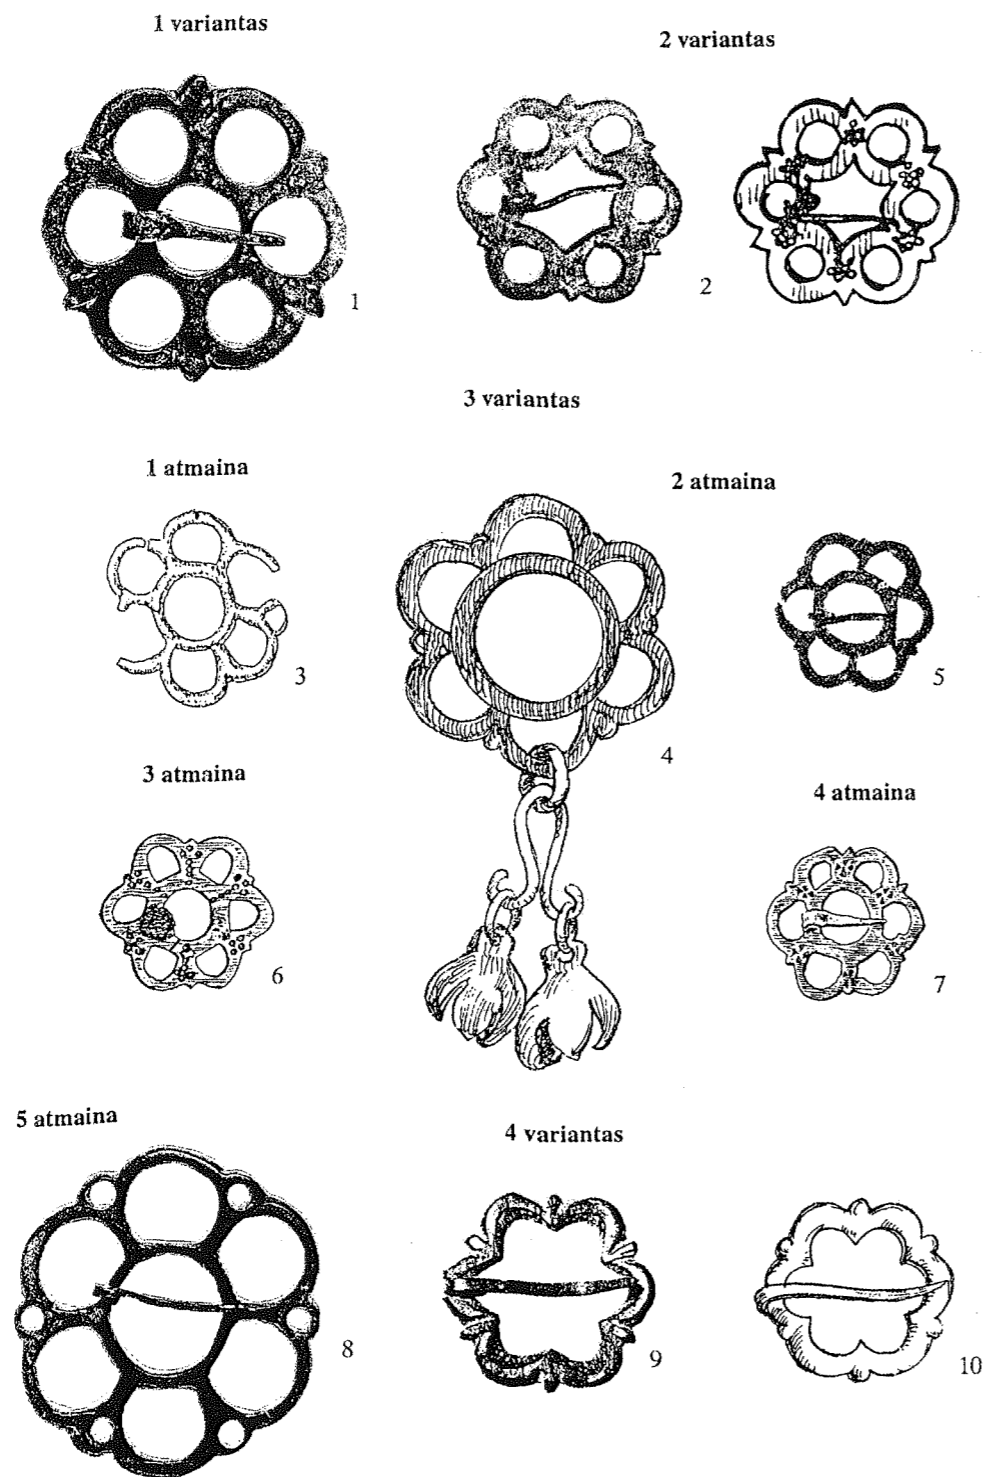 1 variantas
2 variantas
1
2
3 variantas
1 atmaina
2 atmaina
3
4
5
3 atmaina
4 atmaina
6
7
5 atmaina
4 variantas
8
9
10